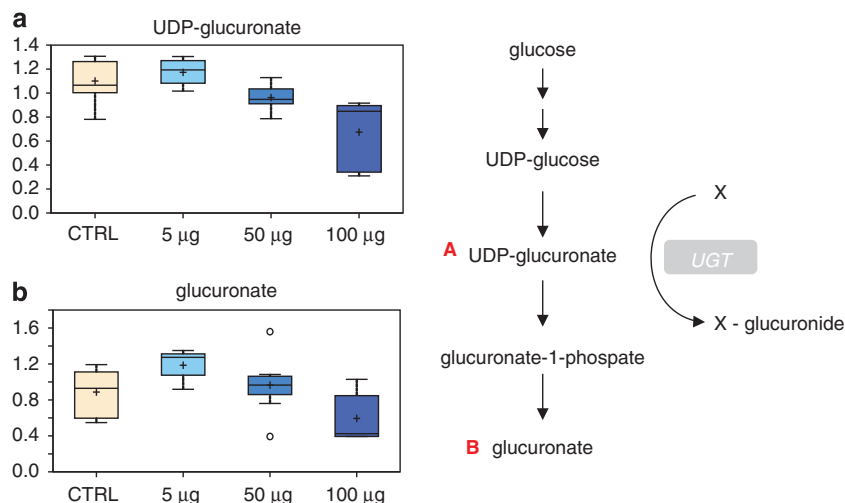 a
UDP-glucuronate
1.4
1.2
1.0
0.8
0.6
0.4
0.2
0.0
CTRL 5 μg 50 μg 100 μg
b
glucuronate
1.6
1.2
0.8
0.4
0.0
CTRL 5 μg 50 μg 100 μg
glucose
UDP-glucose
X
A UDP-glucuronate
UGT
X - glucuronide
glucuronate-1-phospate
B glucuronate